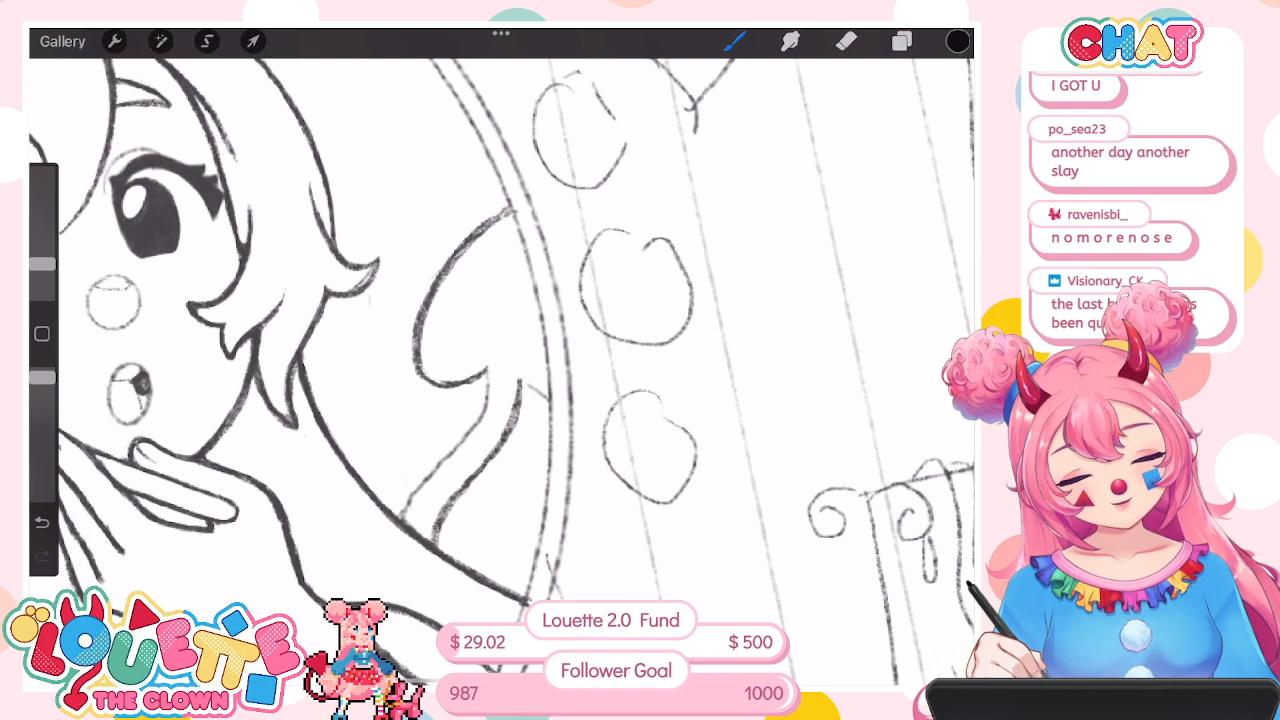 Gallery
CHAT
I GOT U
po_sea23
another day another
slay
ravenisbi_
n o m o r e n o s e
Visionary_CK
the last
been
LOUETTE
THE CLOWN
Louette 2.0 Fund
$ 29.02
$ 500
Follower Goal
987
1000